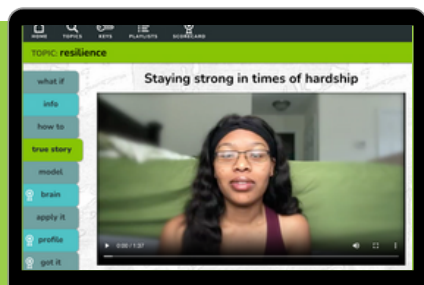 HOME TOPICS KEYS PLAYLISTS SCORECARD
TOPIC: resilience
what if
info
how to
true story
model
brain
apply it
profile
got it
Staying strong in times of hardship
0:00 / 1:37